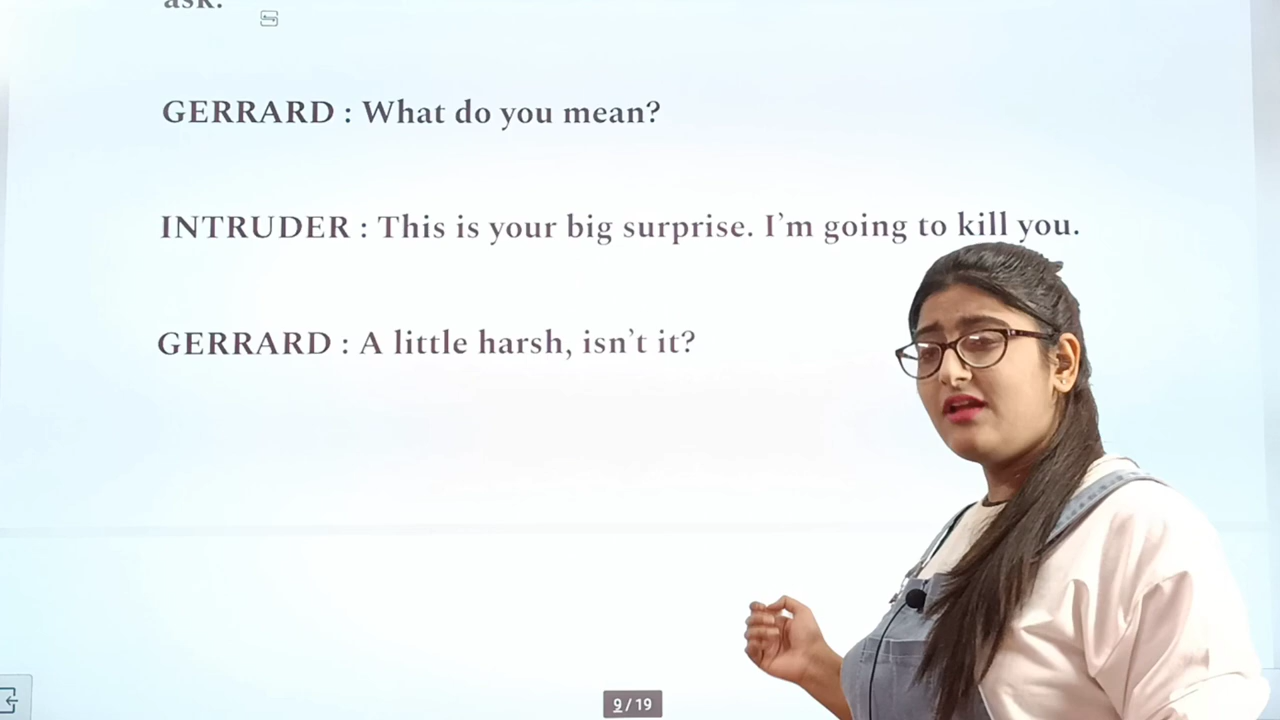 ask.
GERRARD : What do you mean?
INTRUDER : This is your big surprise. I’m going to kill you.
GERRARD : A little harsh, isn’t it?
9 / 19